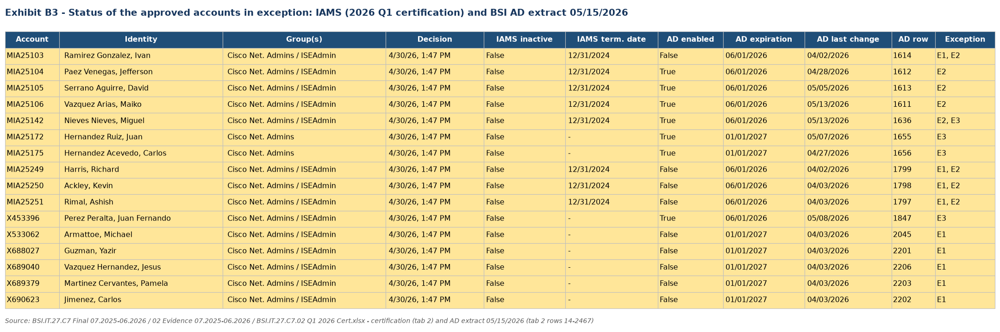 Exhibit B3 - Status of the approved accounts in exception: IAMS (2026 Q1 certification) and BSI AD extract 05/15/2026
Account Identity Group(s) Decision IAMS inactive IAMS term. date AD enabled AD expiration AD last change AD row Exception
MIA25103 Ramirez Gonzalez, Ivan Cisco Net. Admins / ISEAdmin 4/30/26, 1:47 PM False 12/31/2024 False 06/01/2026 04/02/2026 1614 E1, E2
MIA25104 Paez Venegas, Jefferson Cisco Net. Admins / ISEAdmin 4/30/26, 1:47 PM False 12/31/2024 True 06/01/2026 04/28/2026 1612 E2
MIA25105 Serrano Aguirre, David Cisco Net. Admins / ISEAdmin 4/30/26, 1:47 PM False 12/31/2024 True 06/01/2026 05/05/2026 1613 E2
MIA25106 Vazquez Arias, Maiko Cisco Net. Admins / ISEAdmin 4/30/26, 1:47 PM False 12/31/2024 True 06/01/2026 05/13/2026 1611 E2
MIA25142 Nieves Nieves, Miguel Cisco Net. Admins / ISEAdmin 4/30/26, 1:47 PM False 12/31/2024 True 06/01/2026 05/13/2026 1636 E2, E3
MIA25172 Hernandez Ruiz, Juan Cisco Net. Admins 4/30/26, 1:47 PM False - True 01/01/2027 05/07/2026 1655 E3
MIA25175 Hernandez Acevedo, Carlos Cisco Net. Admins 4/30/26, 1:47 PM False - True 01/01/2027 04/27/2026 1656 E3
MIA25249 Harris, Richard Cisco Net. Admins / ISEAdmin 4/30/26, 1:47 PM False 12/31/2024 False 06/01/2026 04/02/2026 1799 E1, E2
MIA25250 Ackley, Kevin Cisco Net. Admins / ISEAdmin 4/30/26, 1:47 PM False 12/31/2024 False 06/01/2026 04/03/2026 1798 E1, E2
MIA25251 Rimal, Ashish Cisco Net. Admins / ISEAdmin 4/30/26, 1:47 PM False 12/31/2024 False 06/01/2026 04/03/2026 1797 E1, E2
X453396 Perez Peralta, Juan Fernando Cisco Net. Admins / ISEAdmin 4/30/26, 1:47 PM False - True 06/01/2026 05/08/2026 1847 E3
X533062 Armattoe, Michael Cisco Net. Admins / ISEAdmin 4/30/26, 1:47 PM False - False 01/01/2027 04/03/2026 2045 E1
X688027 Guzman, Yazir Cisco Net. Admins / ISEAdmin 4/30/26, 1:47 PM False - False 01/01/2027 04/03/2026 2201 E1
X689040 Vazquez Hernandez, Jesus Cisco Net. Admins / ISEAdmin 4/30/26, 1:47 PM False - False 01/01/2027 04/03/2026 2206 E1
X689379 Martinez Cervantes, Pamela Cisco Net. Admins / ISEAdmin 4/30/26, 1:47 PM False - False 01/01/2027 04/03/2026 2203 E1
X690623 Jimenez, Carlos Cisco Net. Admins / ISEAdmin 4/30/26, 1:47 PM False - False 01/01/2027 04/03/2026 2202 E1
Source: BSI.IT.27.C7 Final 07.2025-06.2026 / 02 Evidence 07.2025-06.2026 / BSI.IT.27.C7.02 Q1 2026 Cert.xlsx - certification (tab 2) and AD extract 05/15/2026 (tab 2 rows 14-2467)